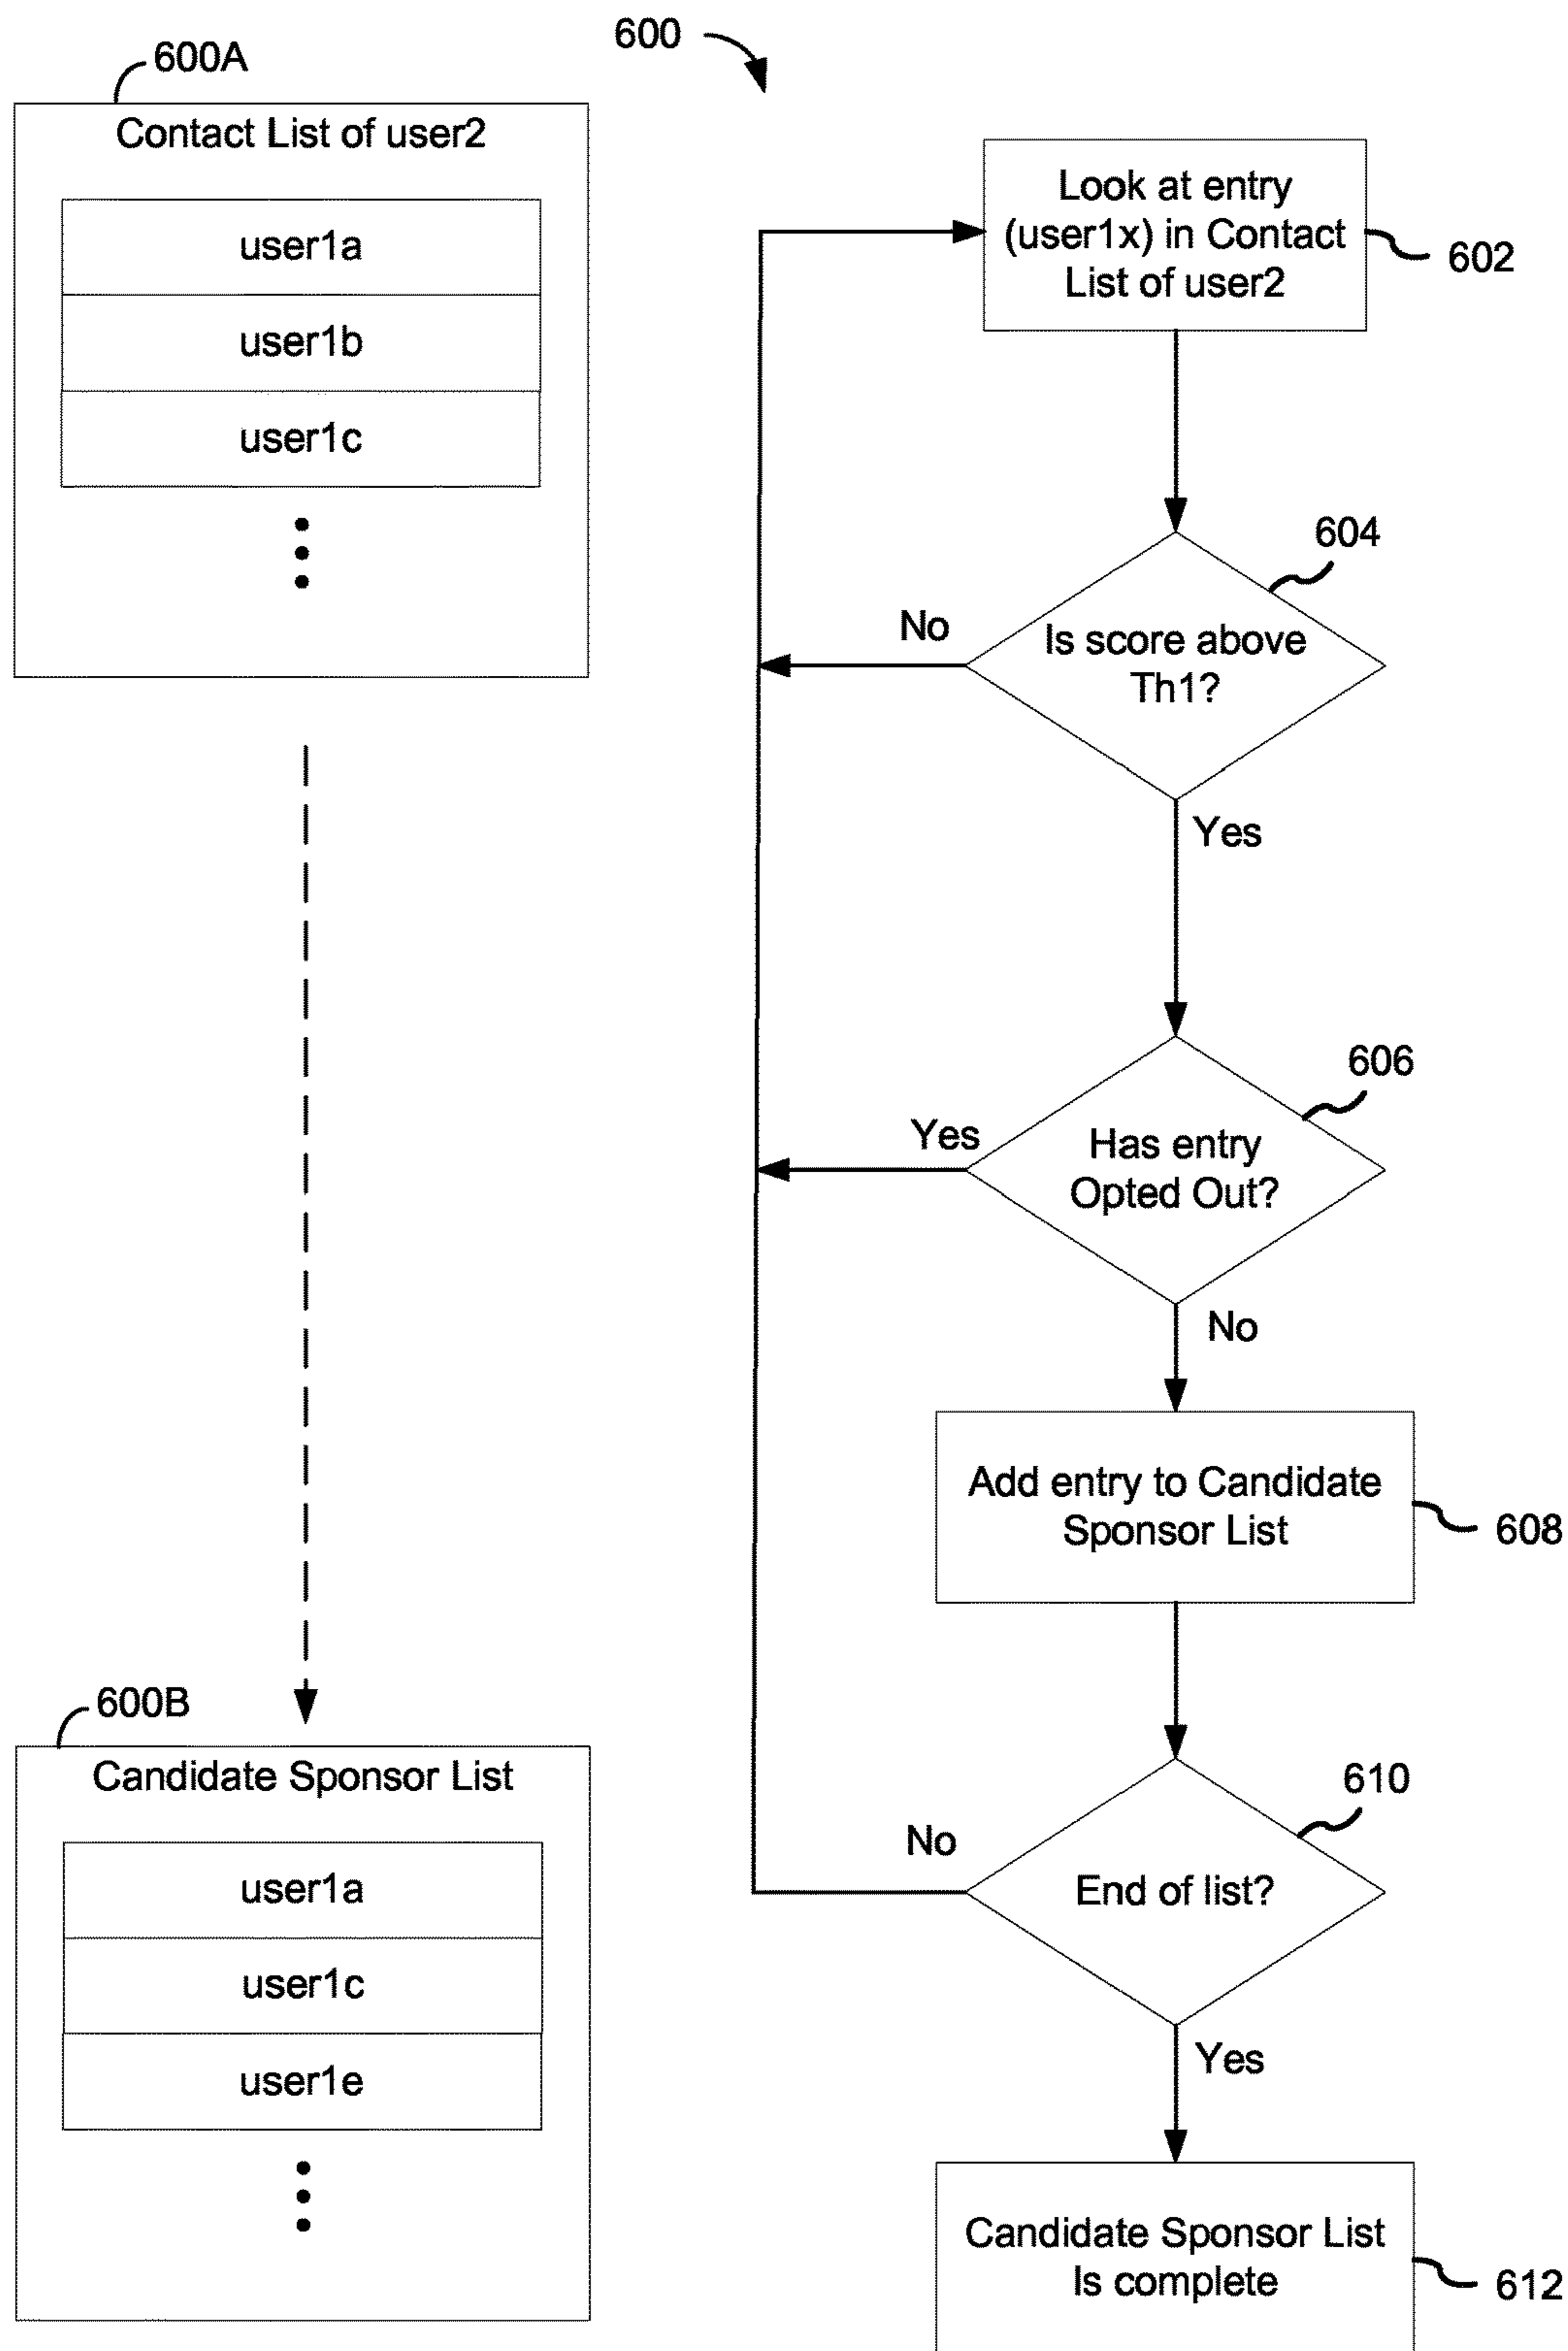 600A
Contact List of user2
user1a
user1b
user1c
600B
Candidate Sponsor List
user1a
user1c
user1e
600
Look at entry
(user1x) in Contact
List of user2
602
604
Is score above
Th1?
No
Yes
606
Has entry
Opted Out?
Yes
No
Add entry to Candidate
Sponsor List
608
610
End of list?
No
Yes
Candidate Sponsor List
Is complete
612